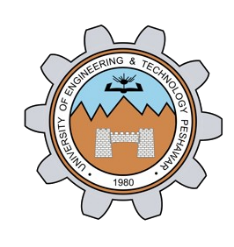 UNIVERSITY OF ENGINEERING & TECHNOLOGY PESHAWAR
1980